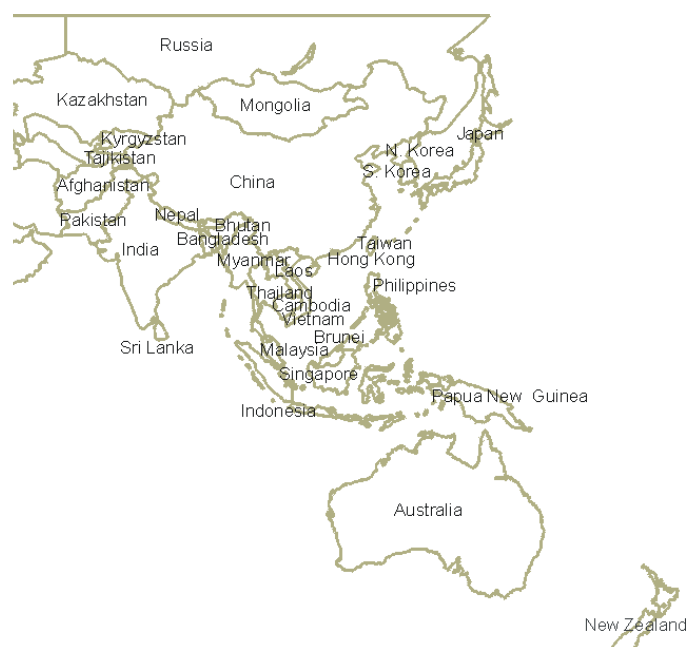 Russia
Kazakhstan
Mongolia
Kyrgyzstan
Japan
N. Korea
Tajikistan
S. Korea
China
Afghanistan
Nepal
Pakistan
Bhutan
Bangladesh
Taiwan
India
Hong Kong
Myanmar
Laos
Philippines
Thailand
Cambodia
Vietnam
Brunei
Sri Lanka
Malaysia
Singapore
Papua New Guinea
Indonesia
Australia
New Zealand